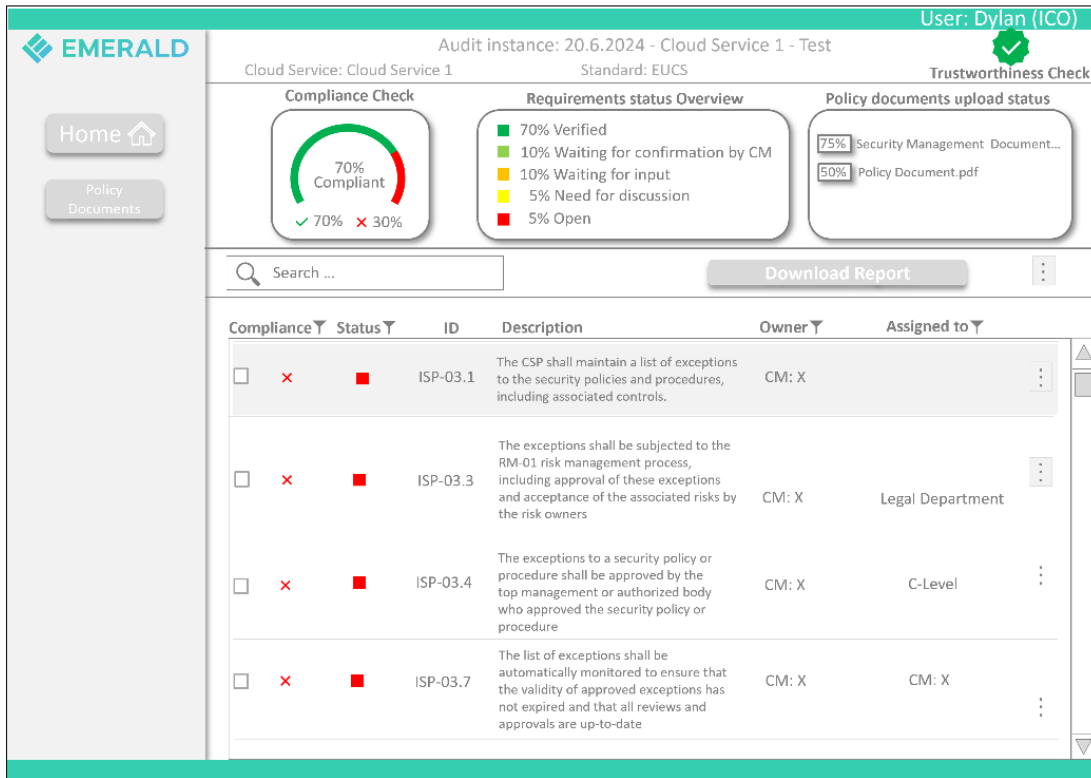 User: Dylan (ICO)
EMERALD
Audit instance: 20.6.2024 - Cloud Service 1 - Test
Cloud Service: Cloud Service 1
Standard: EUCS
Trustworthiness Check
Home
Policy
Documents
Compliance Check
70%
Compliant
70% 30%
Requirements status Overview
70% Verified
10% Waiting for confirmation by CM
10% Waiting for input
5% Need for discussion
5% Open
Policy documents upload status
75% Security Management Document...
50% Policy Document.pdf
Search ...
Download Report
Compliance Status ID Description Owner Assigned to
ISP-03.1
The CSP shall maintain a list of exceptions
to the security policies and procedures,
including associated controls.
CM: X
ISP-03.3
The exceptions shall be subjected to the
RM-01 risk management process,
including approval of these exceptions
and acceptance of the associated risks by
the risk owners
CM: X
Legal Department
ISP-03.4
The exceptions to a security policy or
procedure shall be approved by the
top management or authorized body
who approved the security policy or
procedure
CM: X
C-Level
ISP-03.7
The list of exceptions shall be
automatically monitored to ensure that
the validity of approved exceptions has
not expired and that all reviews and
approvals are up-to-date
CM: X
CM: X